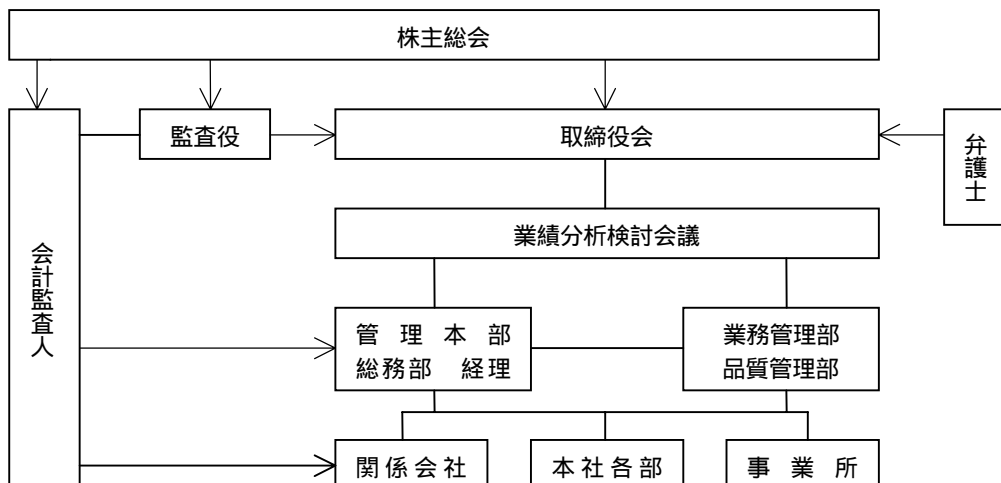 株主総会
監査役
取締役会
弁護士
業績分析検討会議
会計監査人
管理本部
総務部 経理
業務管理部
品質管理部
関係会社
本社各部
事業所